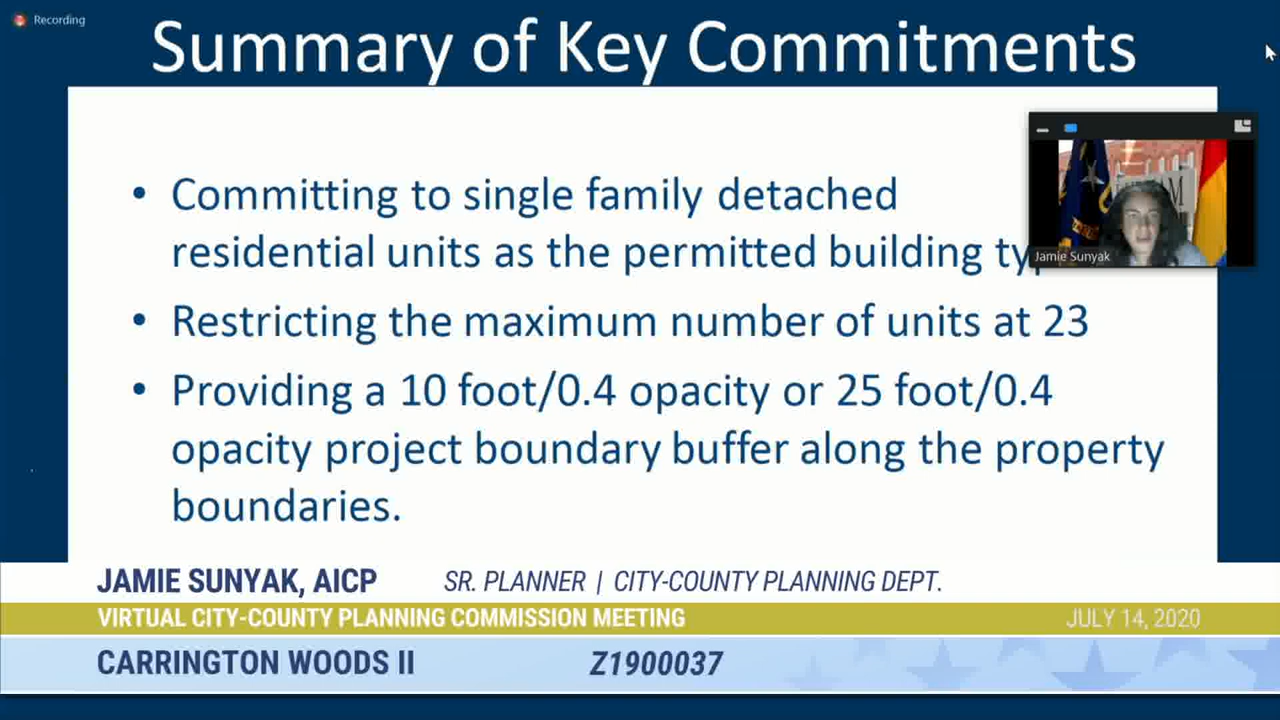 Recording
Summary of Key Commitments
• Committing to single family detached
residential units as the permitted building
Jamie Sunyak
• Restricting the maximum number of units at 23
• Providing a 10 foot/0.4 opacity or 25 foot/0.4
opacity project boundary buffer along the property
boundaries.
JAMIE SUNYAK, AICP SR. PLANNER | CITY-COUNTY PLANNING DEPT.
VIRTUAL CITY-COUNTY PLANNING COMMISSION MEETING JULY 14, 2020
CARRINGTON WOODS II Z1900037